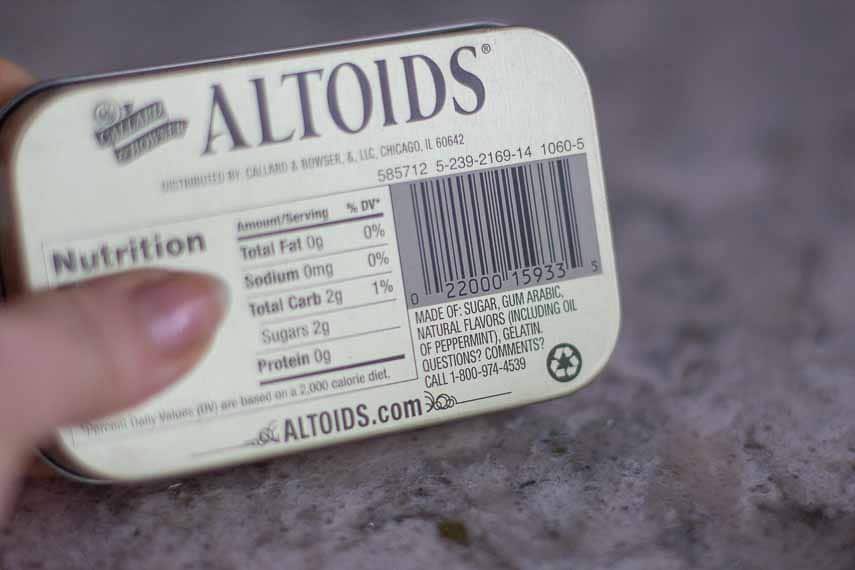 CALLARD
& BOWSER
ALTOIDS®
DISTRIBUTED BY: CALLARD & BOWSER, &, LLC, CHICAGO, IL 60642
585712 5-239-2169-14 1060-5
Nutrition
Amount/Serving % DV*
Total Fat 0g 0%
Sodium 0mg 0%
Total Carb 2g 1%
Sugars 2g
Protein 0g
*Percent Daily Values (DV) are based on a 2,000 calorie diet.
0 22000 15933 5
MADE OF: SUGAR, GUM ARABIC,
NATURAL FLAVORS (INCLUDING OIL
OF PEPPERMINT), GELATIN.
QUESTIONS? COMMENTS?
CALL 1-800-974-4539
ALTOIDS.com